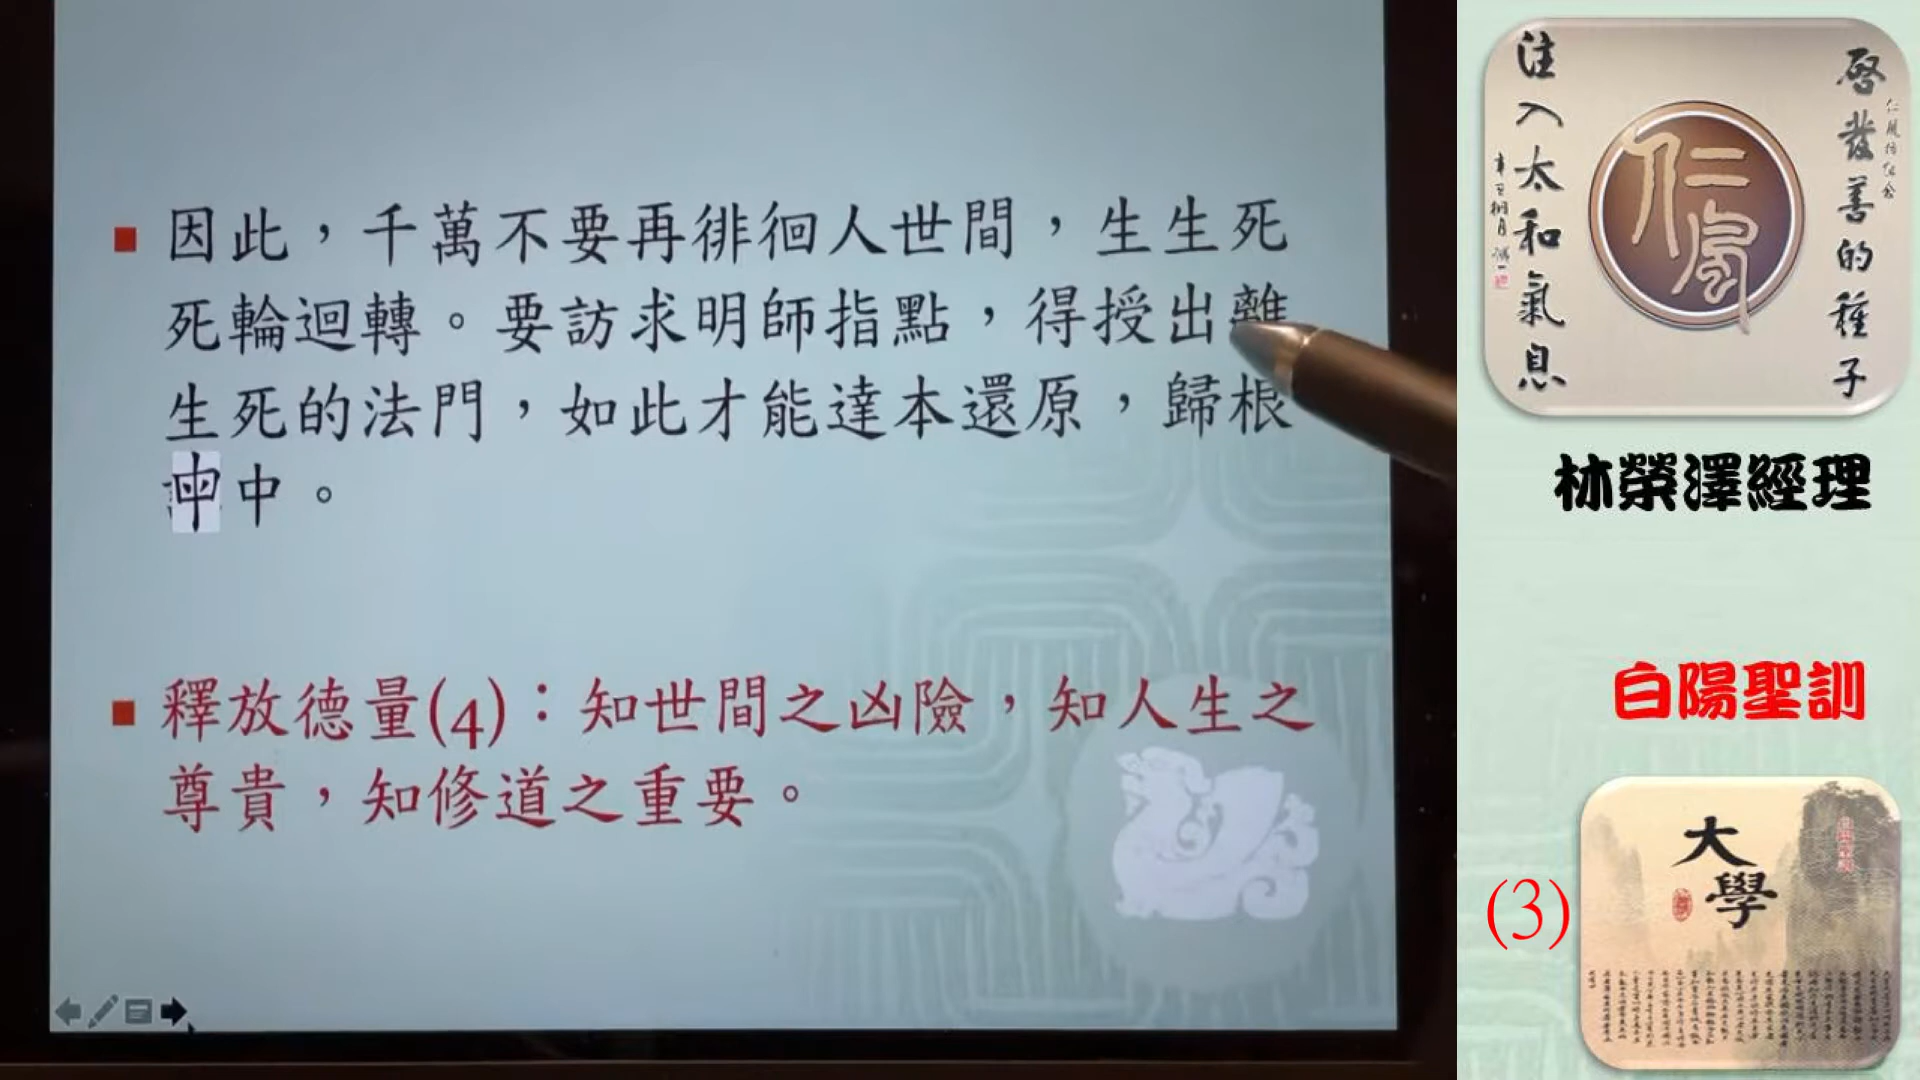 因此，千萬不要再徘徊人世間，生生死
死輪迴轉。要訪求明師指點，得授出離
生死的法門，如此才能達本還原，歸根
申中。
釋放德量(4)：知世間之凶險，知人生之
尊貴，知修道之重要。
啓發善的種子
仁風
注入太和氣息
林榮澤經理
白陽聖訓
(3)
大學